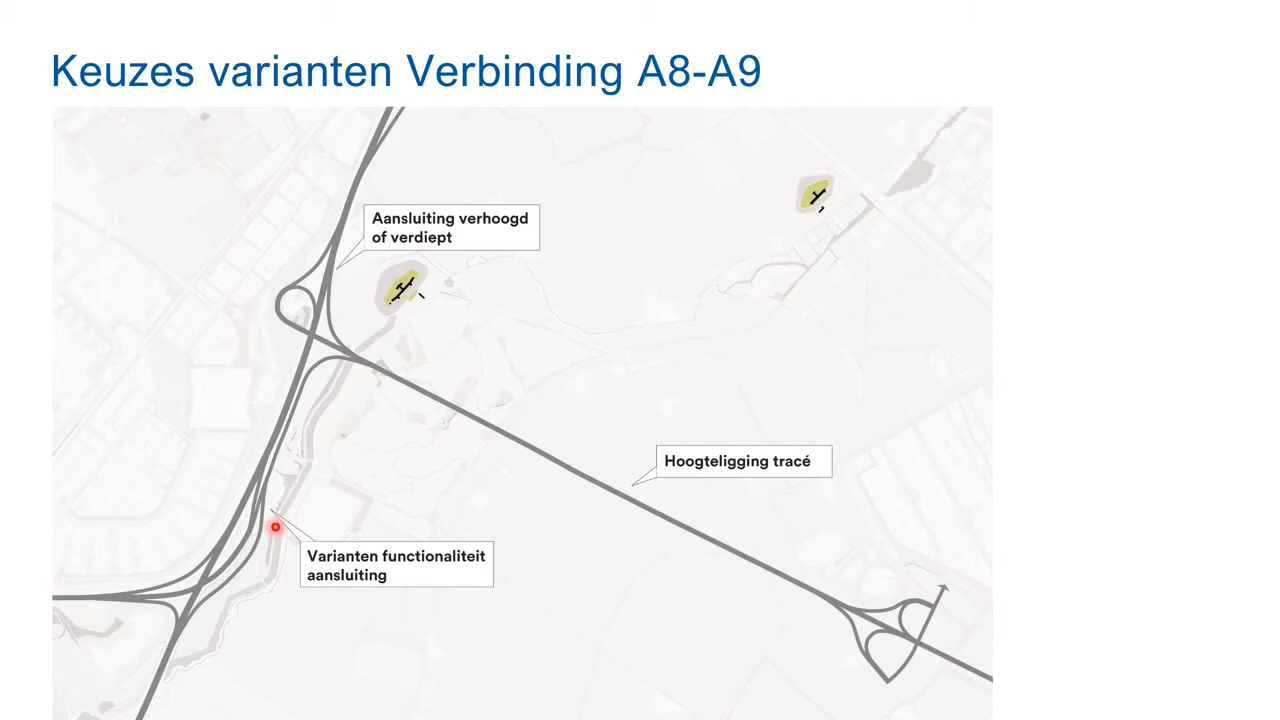 Keuzes varianten Verbinding A8-A9
Aansluiting verhoogd
of verdiept
Hoogteligging tracé
Varianten functionaliteit
aansluiting